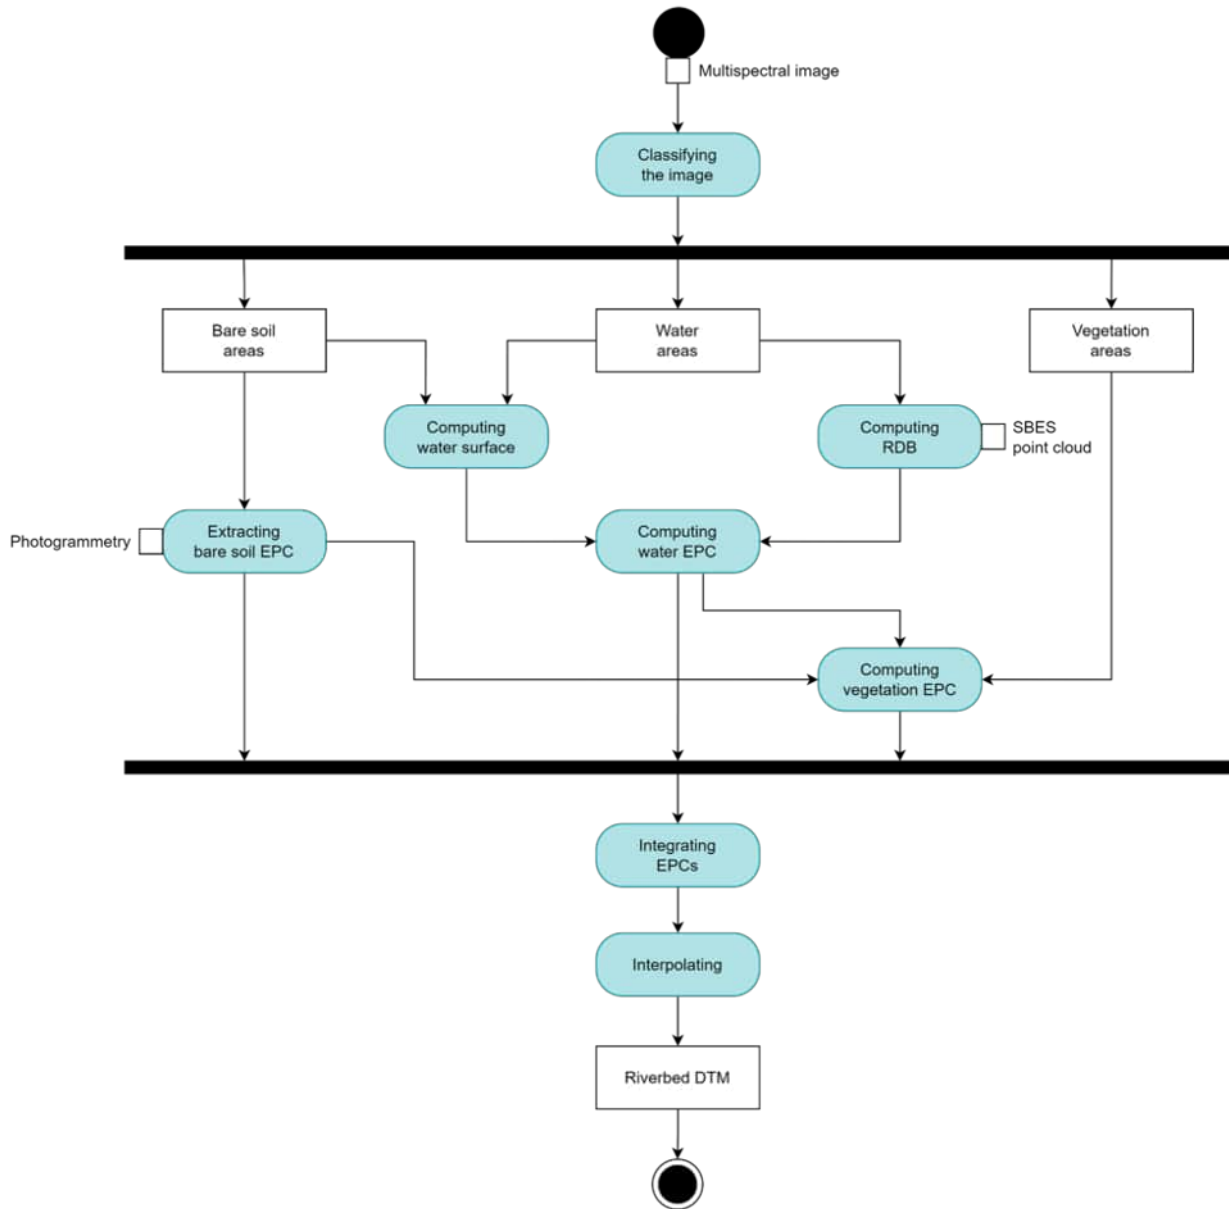 Multispectral image
Classifying
the image
Bare soil
areas
Water
areas
Vegetation
areas
Computing
water surface
Computing
RDB
SBES
point cloud
Photogrammetry
Extracting
bare soil EPC
Computing
water EPC
Computing
vegetation EPC
Integrating
EPCs
Interpolating
Riverbed DTM